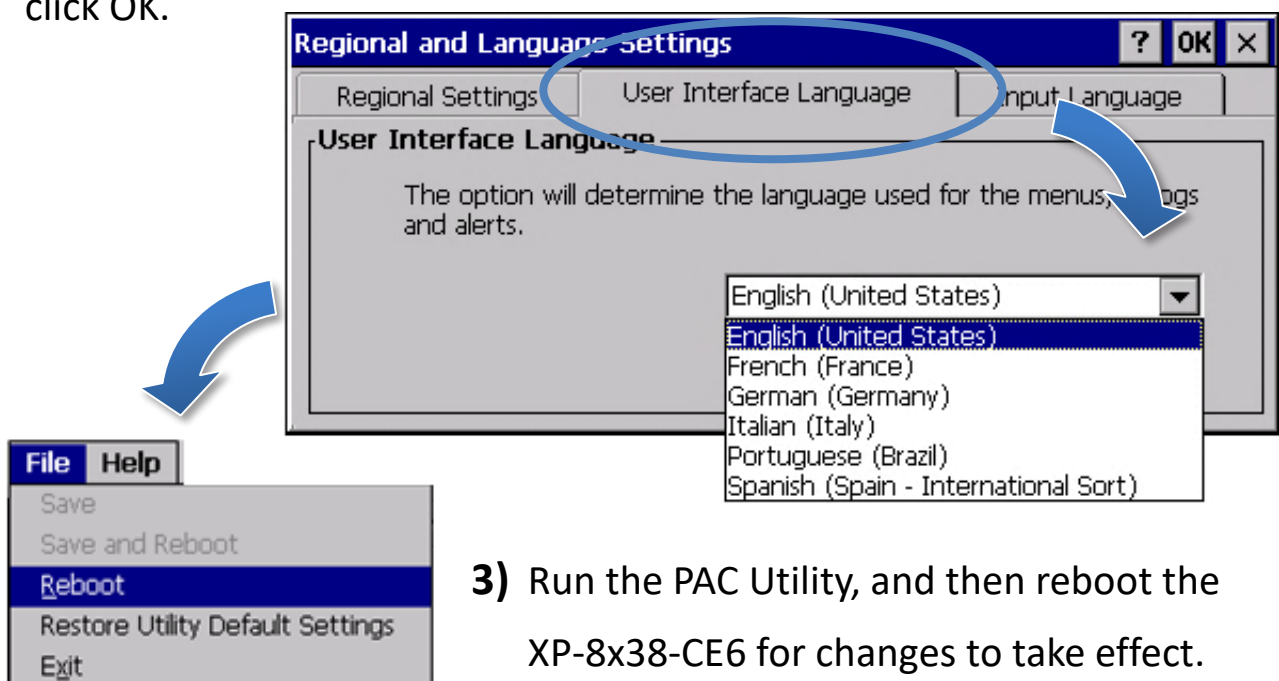 click OK.
Regional and Language Settings ? OK ×
Regional Settings User Interface Language Input Language
User Interface Language
The option will determine the language used for the menus, and alerts.
English (United States)
English (United States)
French (France)
German (Germany)
Italian (Italy)
Portuguese (Brazil)
Spanish (Spain - International Sort)
File Help
Save
Save and Reboot
Reboot
Restore Utility Default Settings
Exit
3) Run the PAC Utility, and then reboot the
XP-8x38-CE6 for changes to take effect.